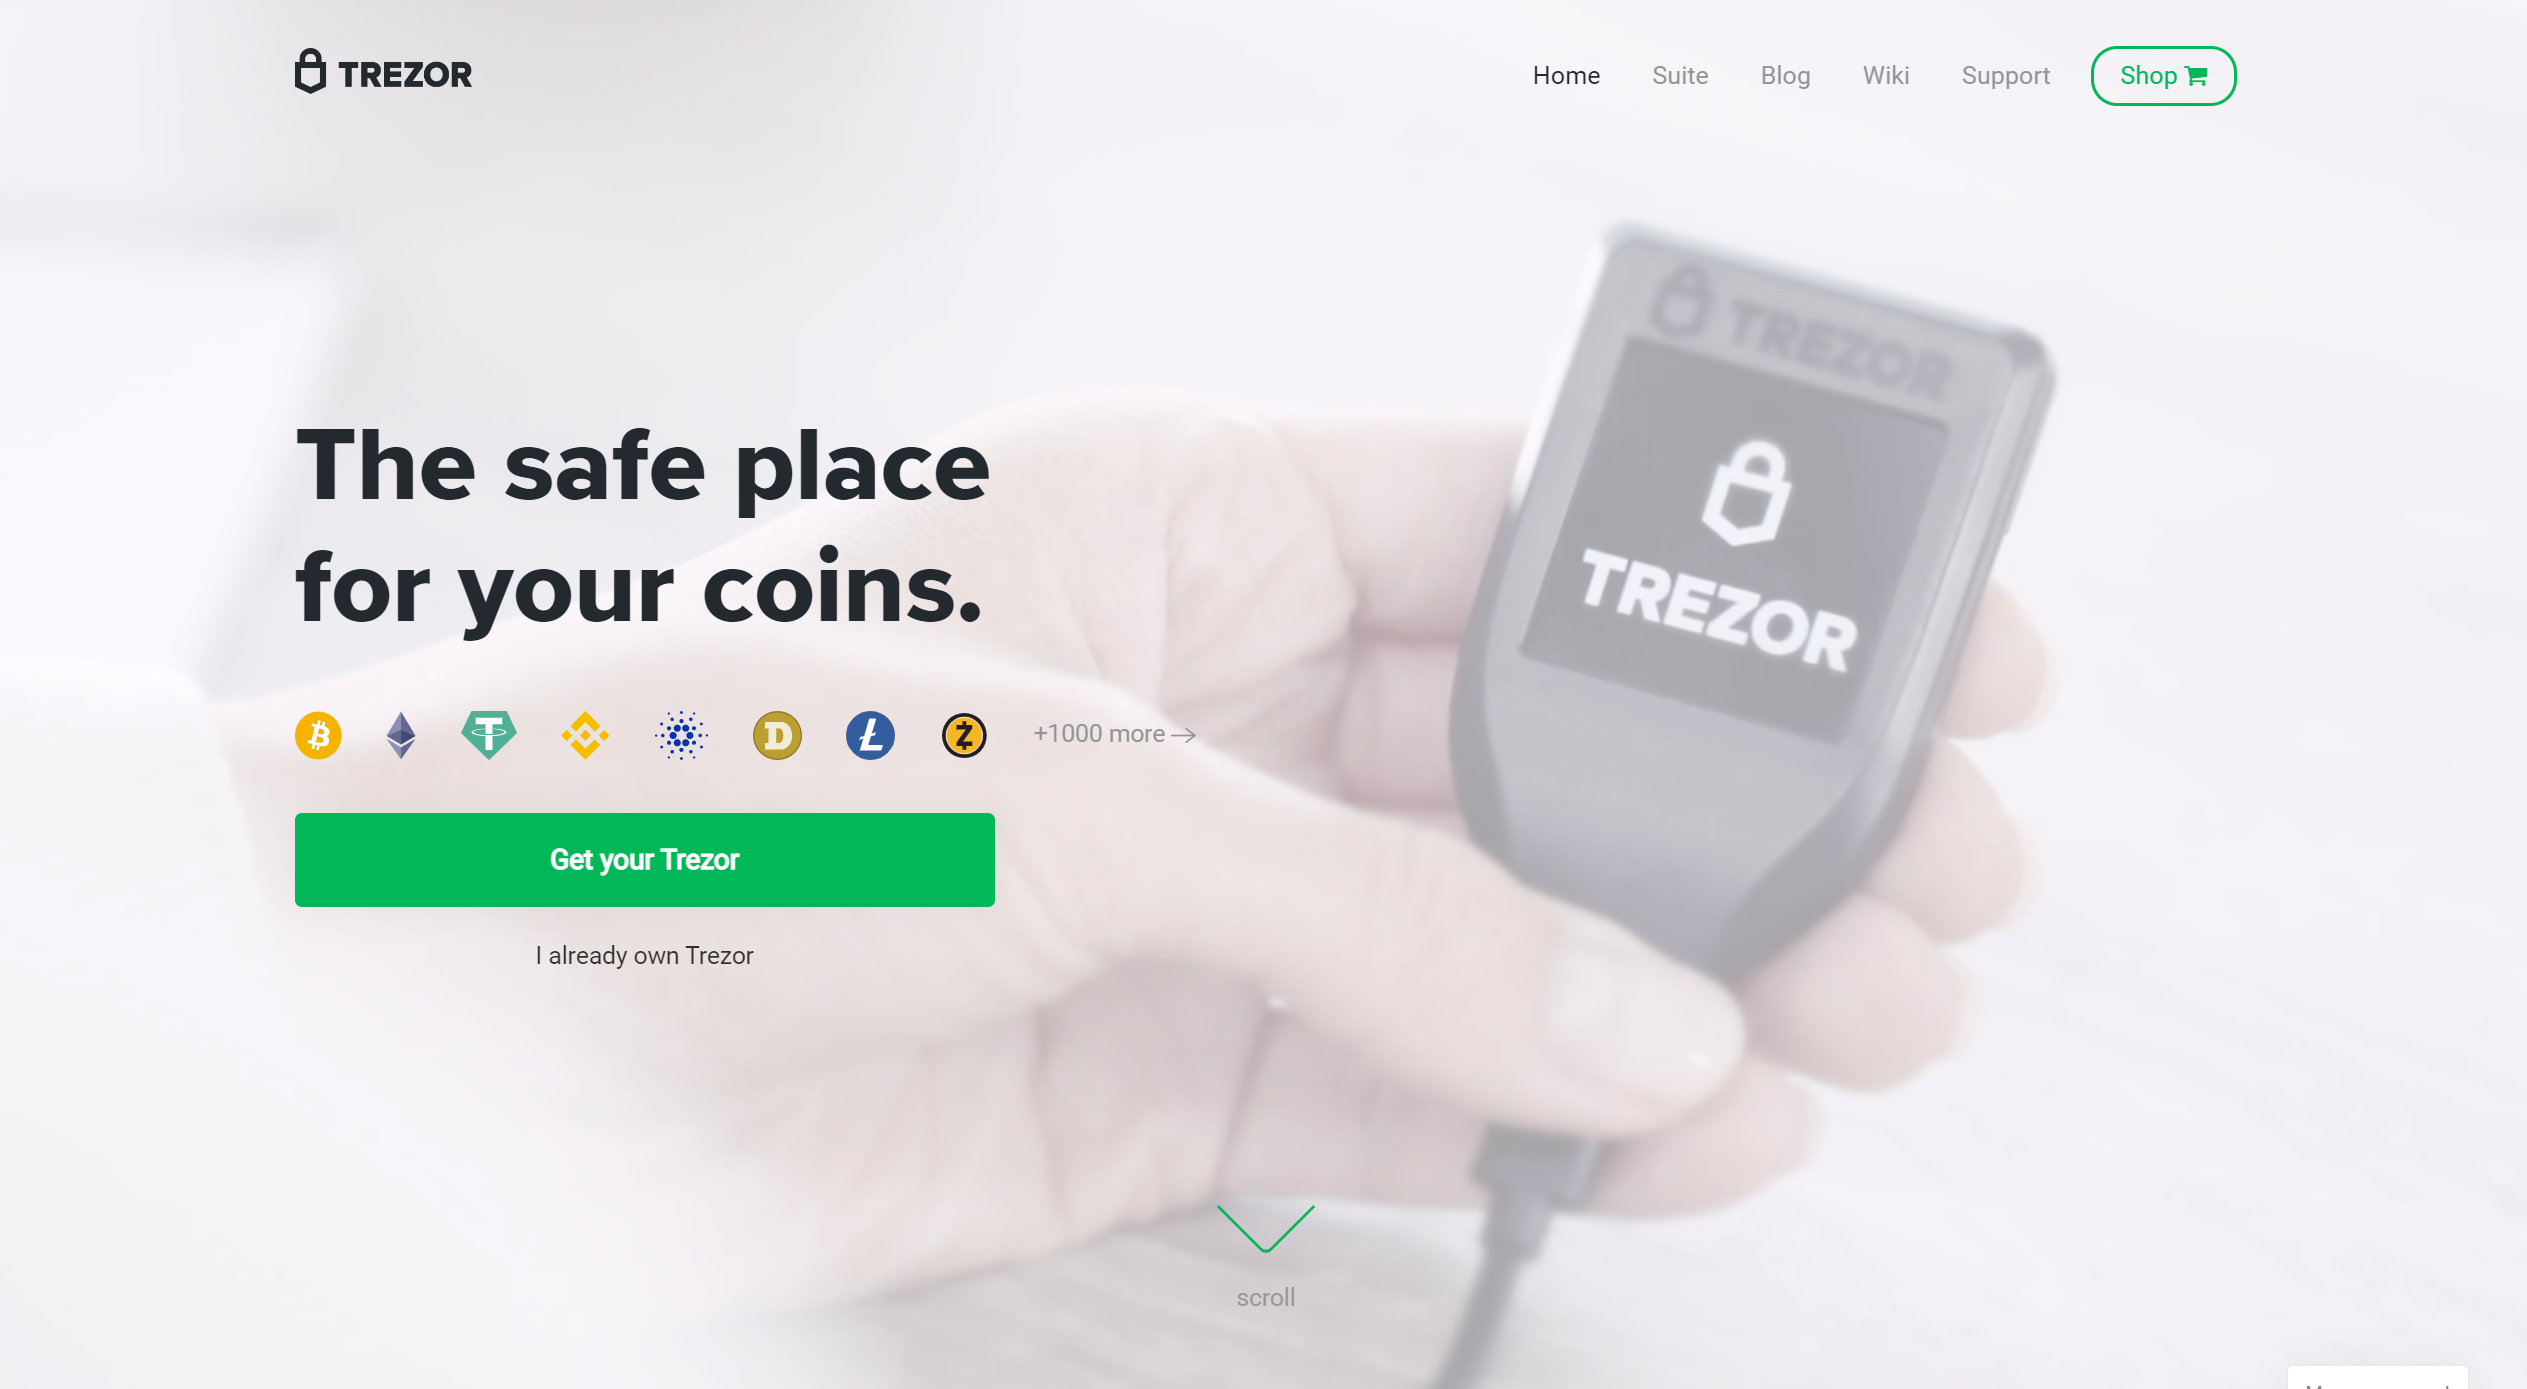 TREZOR
Home
Suite
Blog
Wiki
Support
Shop
TREZOR
TREZOR
The safe place
for your coins.
+1000 more
Get your Trezor
I already own Trezor
scroll